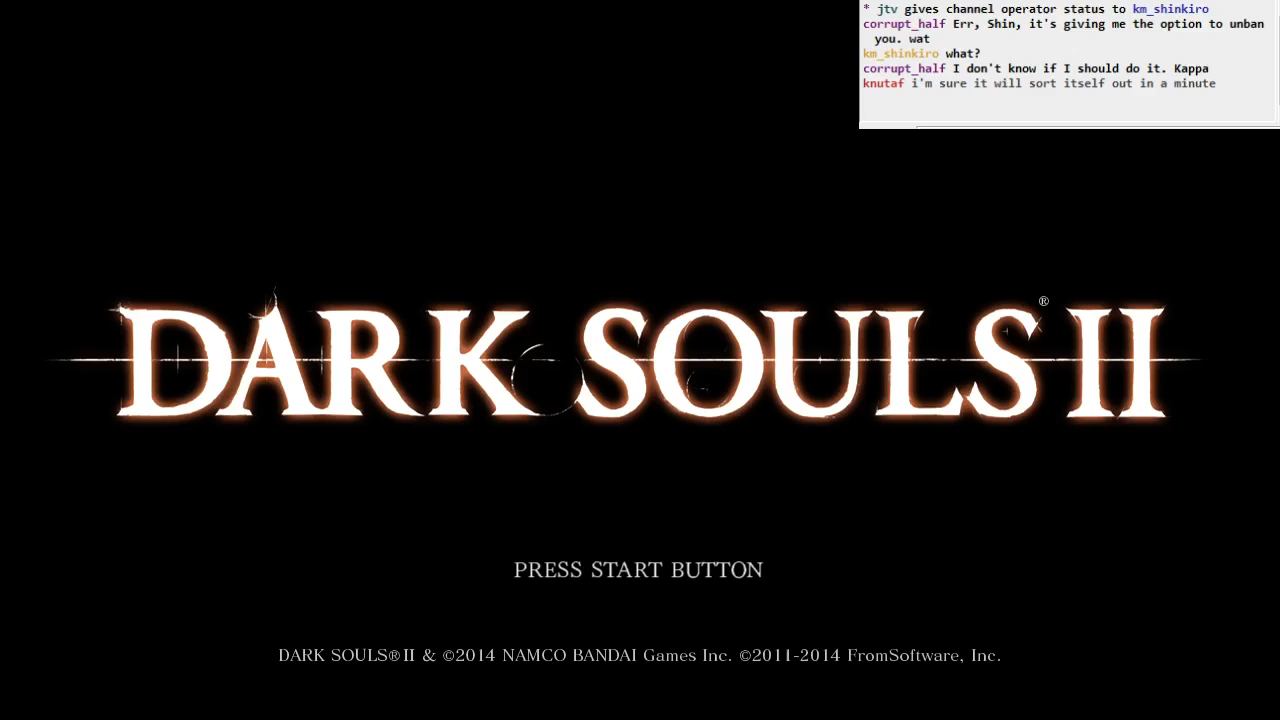 * jtv gives channel operator status to km_shinkiro
corrupt_half Err, Shin, it's giving me the option to unban
you. wat
km_shinkiro what?
corrupt_half I don't know if I should do it. Kappa
knutaf i'm sure it will sort itself out in a minute
DARK SOULS II ®
PRESS START BUTTON
DARK SOULS®II & ©2014 NAMCO BANDAI Games Inc. ©2011-2014 FromSoftware, Inc.